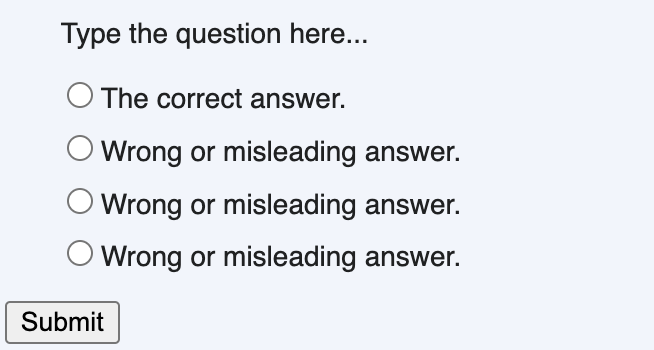 Type the question here...
The correct answer.
Wrong or misleading answer.
Wrong or misleading answer.
Wrong or misleading answer.
Submit